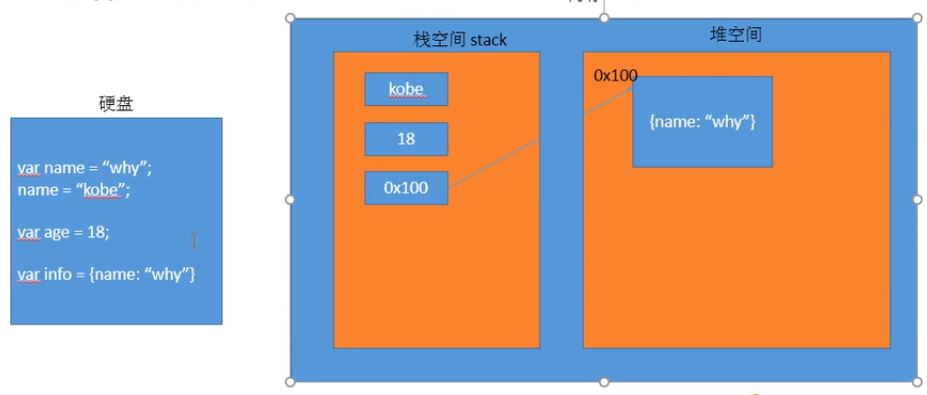 硬盘
var name = “why”;
name = “kobe”;
var age = 18;
var info = {name: “why”}
栈空间 stack
kobe
18
0x100
堆空间
0x100
{name: “why”}